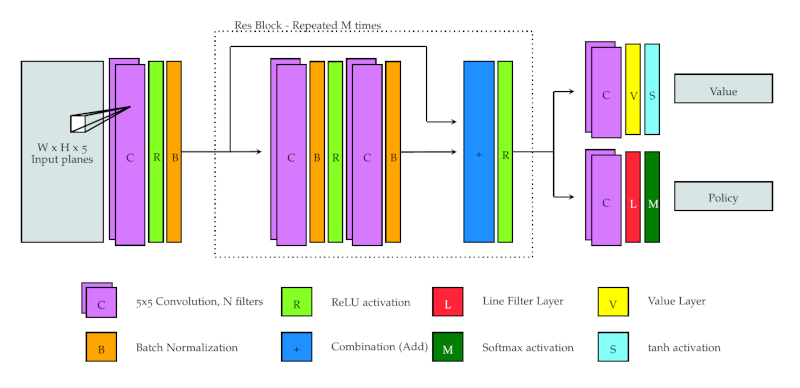 Res Block - Repeated M times
W x H x 5
Input planes
C
R
B
C
B
R
C
B
+
R
C
V
S
Value
C
L
M
Policy
C 5x5 Convolution, N filters
R ReLU activation
L Line Filter Layer
V Value Layer
B Batch Normalization
+ Combination (Add)
M Softmax activation
S tanh activation